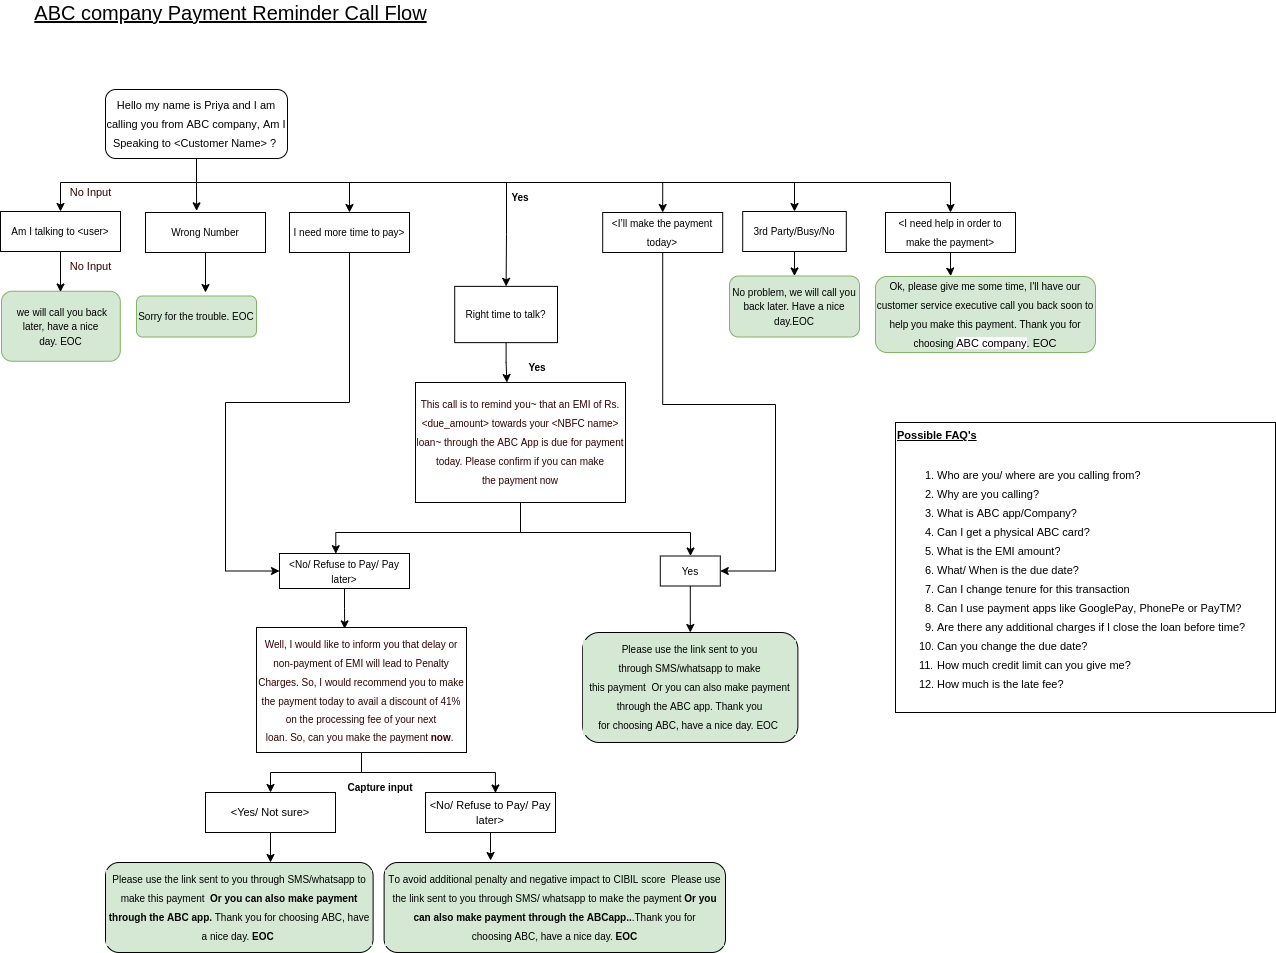 ABC company Payment Reminder Call Flow
Hello my name is Priya and I am
calling you from ABC company, Am I
Speaking to <Customer Name> ?
No Input
Yes
Am I talking to <user>
Wrong Number
I need more time to pay>
<I'll make the payment
today>
3rd Party/Busy/No
<I need help in order to
make the payment>
No Input
we will call you back
later, have a nice
day. EOC
Sorry for the trouble. EOC
Right time to talk?
No problem, we will call you
back later. Have a nice
day.EOC
Ok, please give me some time, I'll have our
customer service executive call you back soon to
help you make this payment. Thank you for
choosing ABC company. EOC
Yes
This call is to remind you~ that an EMI of Rs.
<due_amount> towards your <NBFC name>
loan~ through the ABC App is due for payment
today. Please confirm if you can make
the payment now
Possible FAQ's
1. Who are you/ where are you calling from?
2. Why are you calling?
3. What is ABC app/Company?
4. Can I get a physical ABC card?
5. What is the EMI amount?
6. What/ When is the due date?
7. Can I change tenure for this transaction
8. Can I use payment apps like GooglePay, PhonePe or PayTM?
9. Are there any additional charges if I close the loan before time?
10. Can you change the due date?
11. How much credit limit can you give me?
12. How much is the late fee?
<No/ Refuse to Pay/ Pay
later>
Yes
Well, I would like to inform you that delay or
non-payment of EMI will lead to Penalty
Charges. So, I would recommend you to make
the payment today to avail a discount of 41%
on the processing fee of your next
loan. So, can you make the payment now.
Please use the link sent to you
through SMS/whatsapp to make
this payment Or you can also make payment
through the ABC app. Thank you
for choosing ABC, have a nice day. EOC
Capture input
<Yes/ Not sure>
<No/ Refuse to Pay/ Pay
later>
Please use the link sent to you through SMS/whatsapp to
make this payment Or you can also make payment
through the ABC app. Thank you for choosing ABC, have
a nice day. EOC
To avoid additional penalty and negative impact to CIBIL score Please use
the link sent to you through SMS/ whatsapp to make the payment Or you
can also make payment through the ABCapp...Thank you for
choosing ABC, have a nice day. EOC